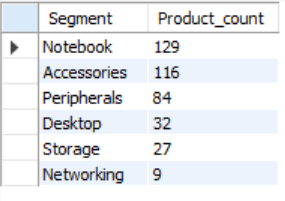 Segment Product_count
Notebook 129
Accessories 116
Peripherals 84
Desktop 32
Storage 27
Networking 9